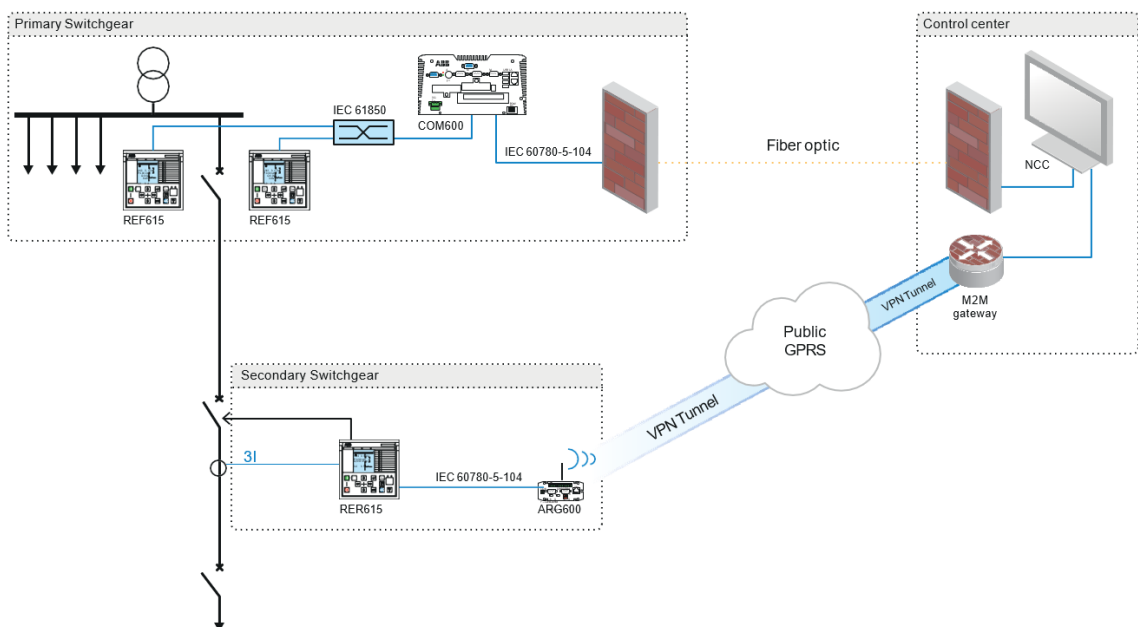 Primary Switchgear
Control center
ABB
IEC 61850
COM600
IEC 60780-5-104
Fiber optic
NCC
REF615
REF615
M2M
gateway
VPN Tunnel
Public
GPRS
VPN Tunnel
Secondary Switchgear
3I
IEC 60780-5-104
RER615
ARG600